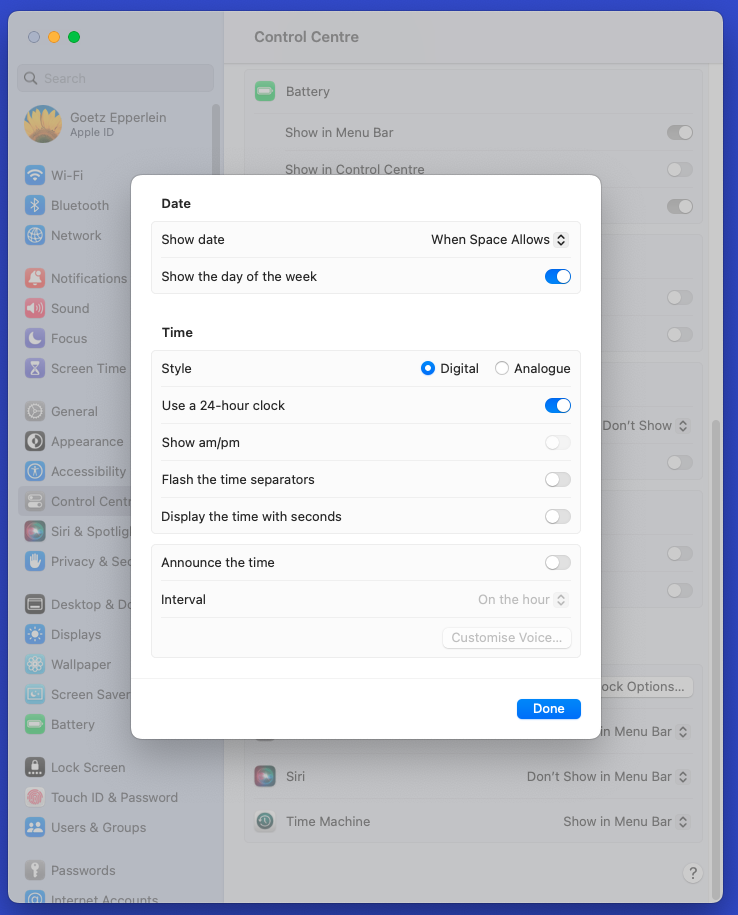 Control Centre
Search
Goetz Epperlein
Apple ID
Wi-Fi
Bluetooth
Network
Notifications
Sound
Focus
Screen Time
General
Appearance
Accessibility
Control Cent
Siri & Spotlig
Privacy & Sec
Desktop & Do
Displays
Wallpaper
Screen Saver
Battery
Lock Screen
Touch ID & Password
Users & Groups
Passwords
Internet Accounts
Battery
Show in Menu Bar
Show in Control Centre
Date
Show date When Space Allows
Show the day of the week
Time
Style Digital Analogue
Use a 24-hour clock
Show am/pm
Flash the time separators
Display the time with seconds
Announce the time
Interval On the hour
Customise Voice...
Done
Don't Show
ock Options...
in Menu Bar
Siri Don't Show in Menu Bar
Time Machine Show in Menu Bar
?